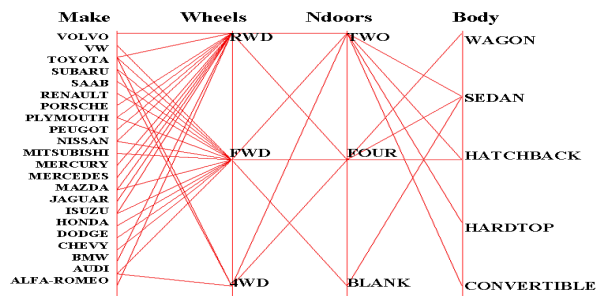 Make Wheels Ndoors Body
VOLVO
VW
TOYOTA
SUBARU
SAAB
RENAULT
PORSCHE
PLYMOUTH
PEUGOT
NISSAN
MITSUBISHI
MERCURY
MERCEDES
MAZDA
JAGUAR
ISUZU
HONDA
DODGE
CHEVY
BMW
AUDI
ALFA-ROMEO
RWD
FWD
4WD
TWO
FOUR
BLANK
WAGON
SEDAN
HATCHBACK
HARDTOP
CONVERTIBLE